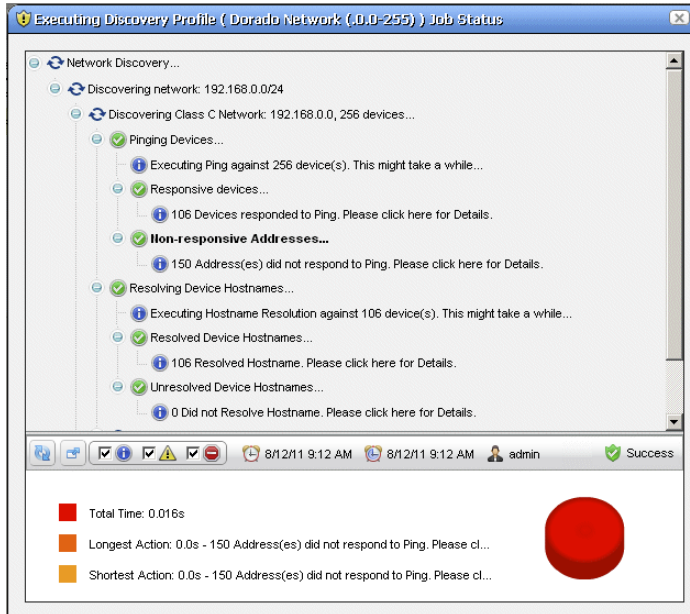 Executing Discovery Profile ( Dorado Network (.0.0-255) ) Job Status
Network Discovery...
Discovering network: 192.168.0.0/24
Discovering Class C Network: 192.168.0.0, 256 devices...
Pinging Devices...
Executing Ping against 256 device(s). This might take a while...
Responsive devices...
106 Devices responded to Ping. Please click here for Details.
Non-responsive Addresses...
150 Address(es) did not respond to Ping. Please click here for Details.
Resolving Device Hostnames...
Executing Hostname Resolution against 106 device(s). This might take a while...
Resolved Device Hostnames...
106 Resolved Hostname. Please click here for Details.
Unresolved Device Hostnames...
0 Did not Resolve Hostname. Please click here for Details.
8/12/11 9:12 AM 8/12/11 9:12 AM admin Success
Total Time: 0.016s
Longest Action: 0.0s - 150 Address(es) did not respond to Ping. Please cl...
Shortest Action: 0.0s - 150 Address(es) did not respond to Ping. Please cl...